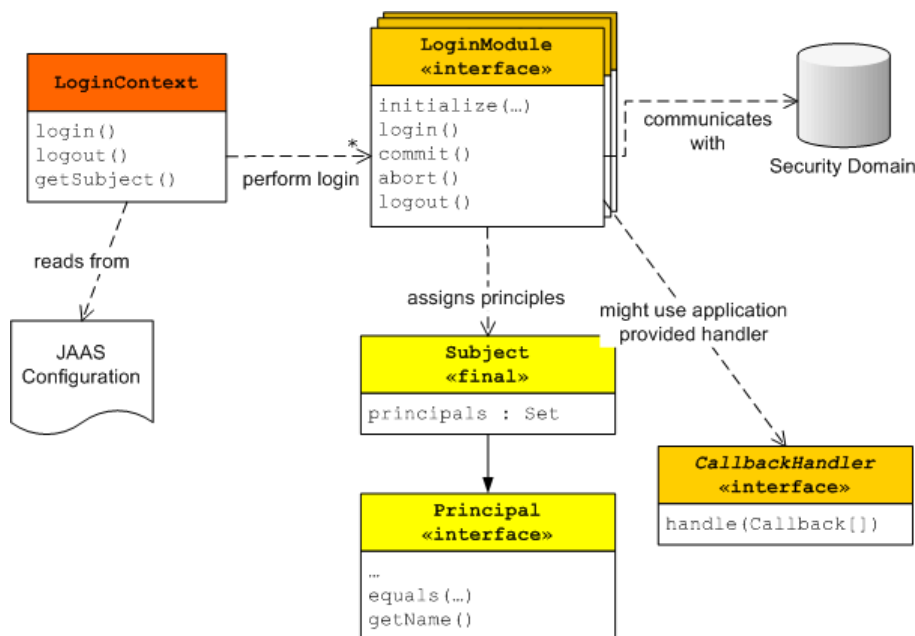 LoginContext
login()
logout()
getSubject()
LoginModule
«interface»
initialize(…)
login()
commit()
abort()
logout()
*
perform login
communicates
with
Security Domain
reads from
JAAS
Configuration
assigns principles
might use application
provided handler
Subject
«final»
principals : Set
CallbackHandler
«interface»
handle(Callback[])
Principal
«interface»
…
equals(…)
getName()